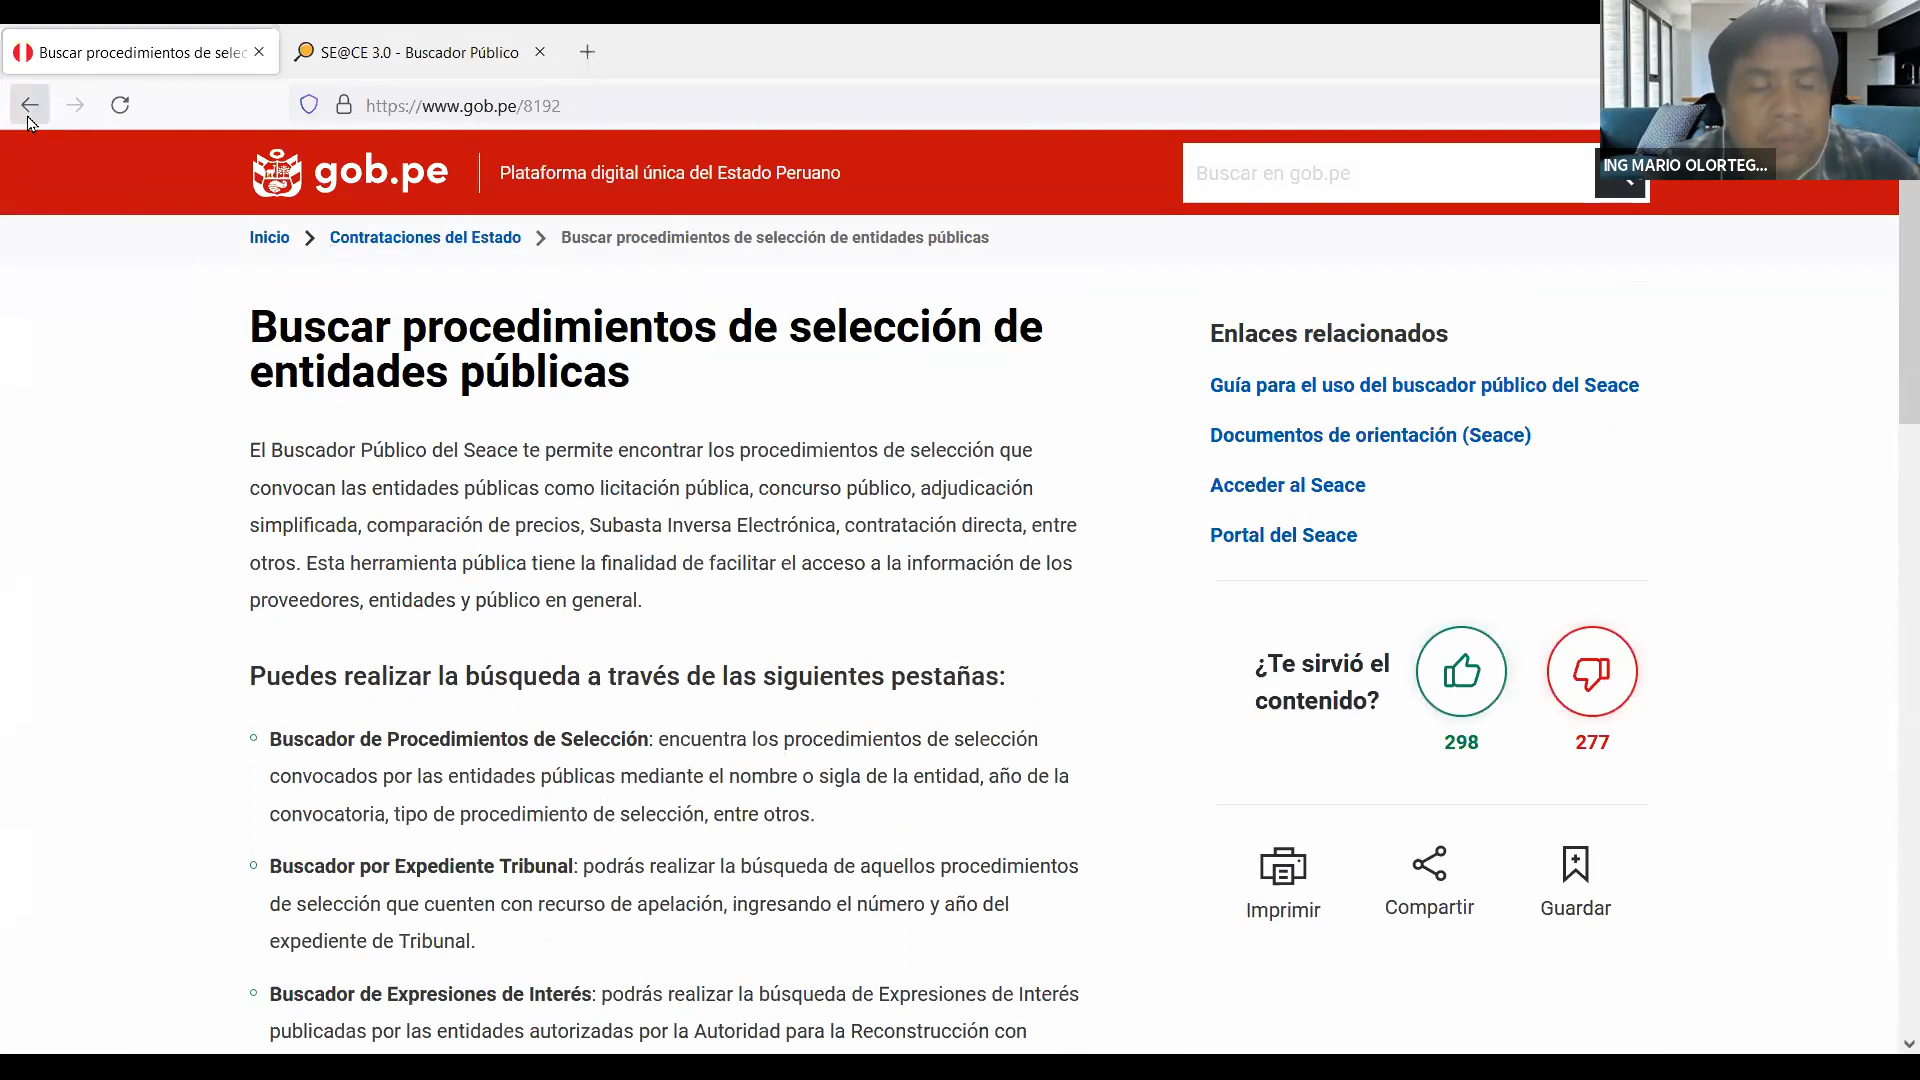 Buscar procedimientos de selec
SE@CE 3.0 - Buscador Público
https://www.gob.pe/8192
ING MARIO OLORTEG...
gob.pe
Plataforma digital única del Estado Peruano
Buscar en gob.pe
Inicio
Contrataciones del Estado
Buscar procedimientos de selección de entidades públicas
Buscar procedimientos de selección de
entidades públicas
El Buscador Público del Seace te permite encontrar los procedimientos de selección que
convocan las entidades públicas como licitación pública, concurso público, adjudicación
simplificada, comparación de precios, Subasta Inversa Electrónica, contratación directa, entre
otros. Esta herramienta pública tiene la finalidad de facilitar el acceso a la información de los
proveedores, entidades y público en general.
Puedes realizar la búsqueda a través de las siguientes pestañas:
Buscador de Procedimientos de Selección: encuentra los procedimientos de selección
convocados por las entidades públicas mediante el nombre o sigla de la entidad, año de la
convocatoria, tipo de procedimiento de selección, entre otros.
Buscador por Expediente Tribunal: podrás realizar la búsqueda de aquellos procedimientos
de selección que cuenten con recurso de apelación, ingresando el número y año del
expediente de Tribunal.
Buscador de Expresiones de Interés: podrás realizar la búsqueda de Expresiones de Interés
publicadas por las entidades autorizadas por la Autoridad para la Reconstrucción con
Enlaces relacionados
Guía para el uso del buscador público del Seace
Documentos de orientación (Seace)
Acceder al Seace
Portal del Seace
¿Te sirvió el
contenido?
298
277
Imprimir
Compartir
Guardar